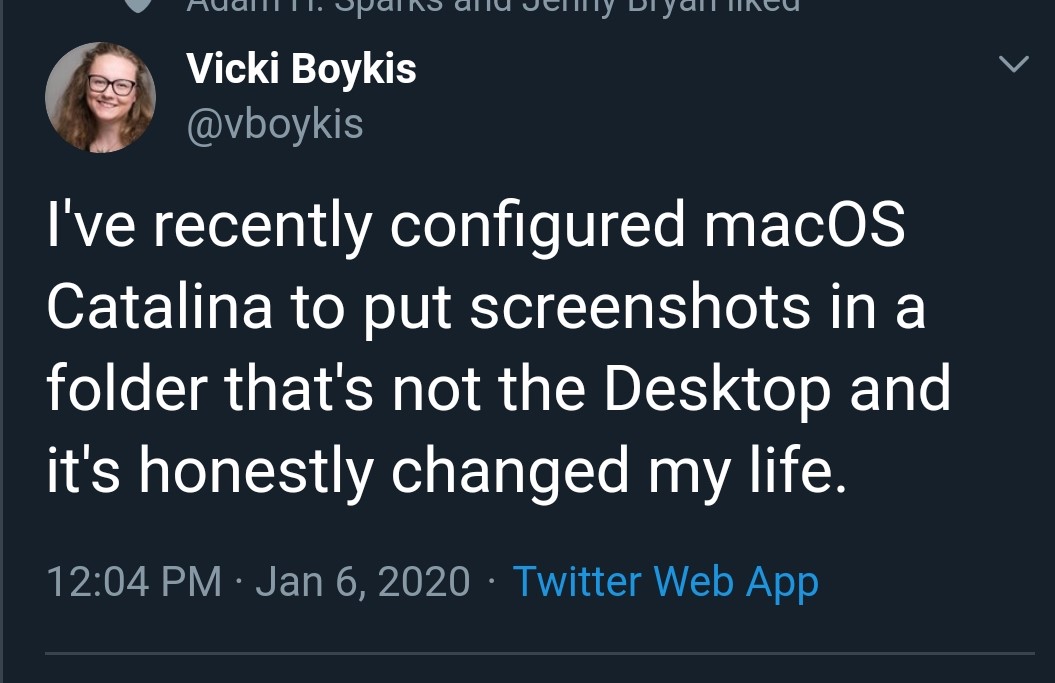 Adam H. Sparks and Jenny Bryan liked
Vicki Boykis
@vboykis
I've recently configured macOS
Catalina to put screenshots in a
folder that's not the Desktop and
it's honestly changed my life.
12:04 PM · Jan 6, 2020 · Twitter Web App